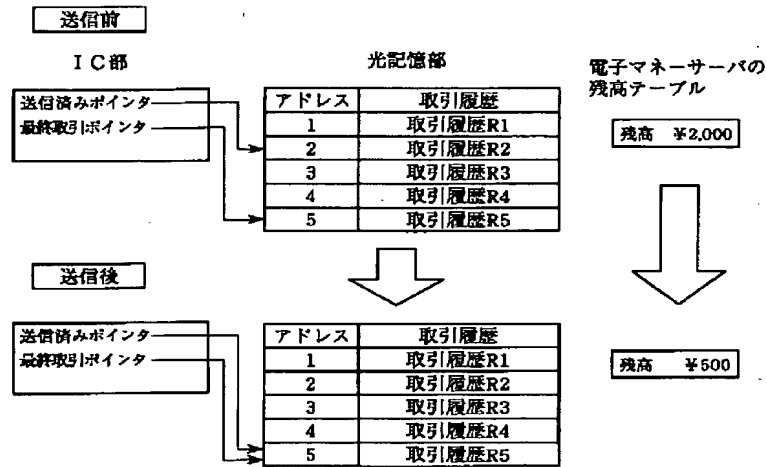 送信前
IC部
光記憶部
電子マネーサーバの
残高テーブル
送信済みポインタ
最終取引ポインタ
アドレス 取引履歴
1 取引履歴R1
2 取引履歴R2
3 取引履歴R3
4 取引履歴R4
5 取引履歴R5
残高 ¥2,000
送信後
送信済みポインタ
最終取引ポインタ
アドレス 取引履歴
1 取引履歴R1
2 取引履歴R2
3 取引履歴R3
4 取引履歴R4
5 取引履歴R5
残高 ¥500